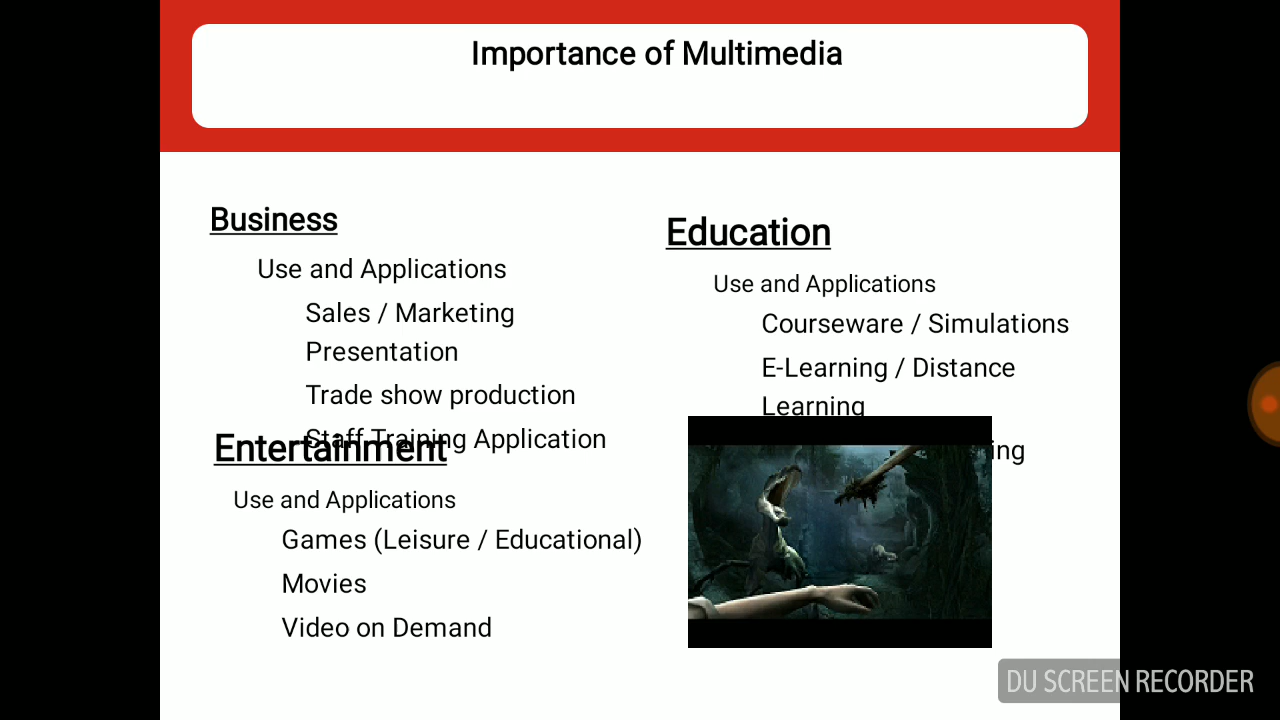 Importance of Multimedia
Business
Use and Applications
Sales / Marketing
Presentation
Trade show production
Staff Training Application
Entertainment
Use and Applications
Games (Leisure / Educational)
Movies
Video on Demand
Education
Use and Applications
Courseware / Simulations
E-Learning / Distance
Learning
DU SCREEN RECORDER